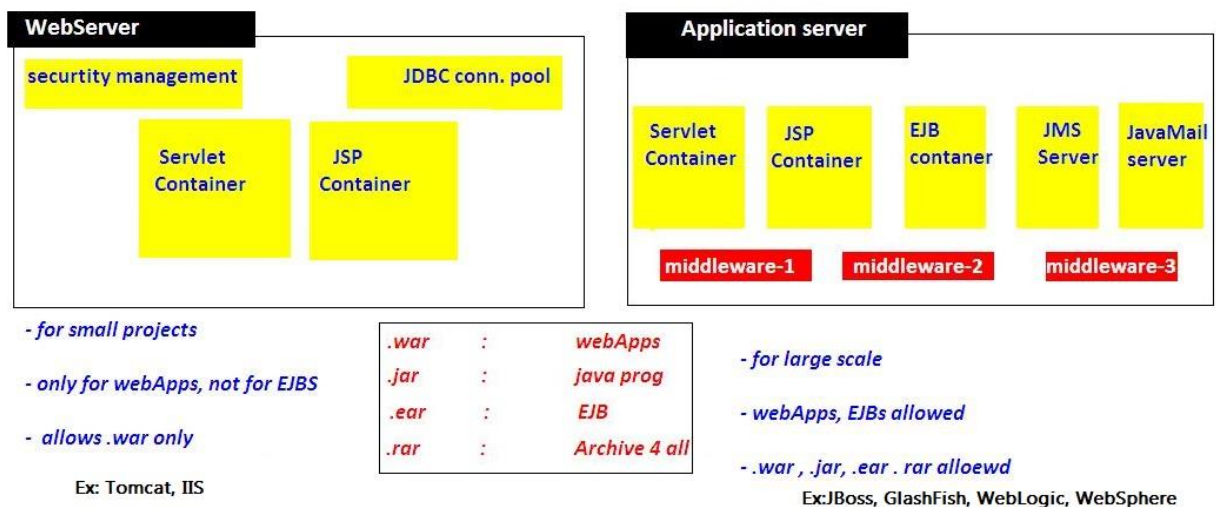 WebServer
securtity management
JDBC conn. pool
Servlet
Container
JSP
Container
- for small projects
- only for webApps, not for EJBS
- allows .war only
Ex: Tomcat, IIS
.war : webApps
.jar : java prog
.ear : EJB
.rar : Archive 4 all
Application server
Servlet
Container
JSP
Container
EJB
contaner
JMS
Server
JavaMail
server
middleware-1
middleware-2
middleware-3
- for large scale
- webApps, EJBs allowed
- .war , .jar, .ear . rar alloewd
Ex:JBoss, GlashFish, WebLogic, WebSphere